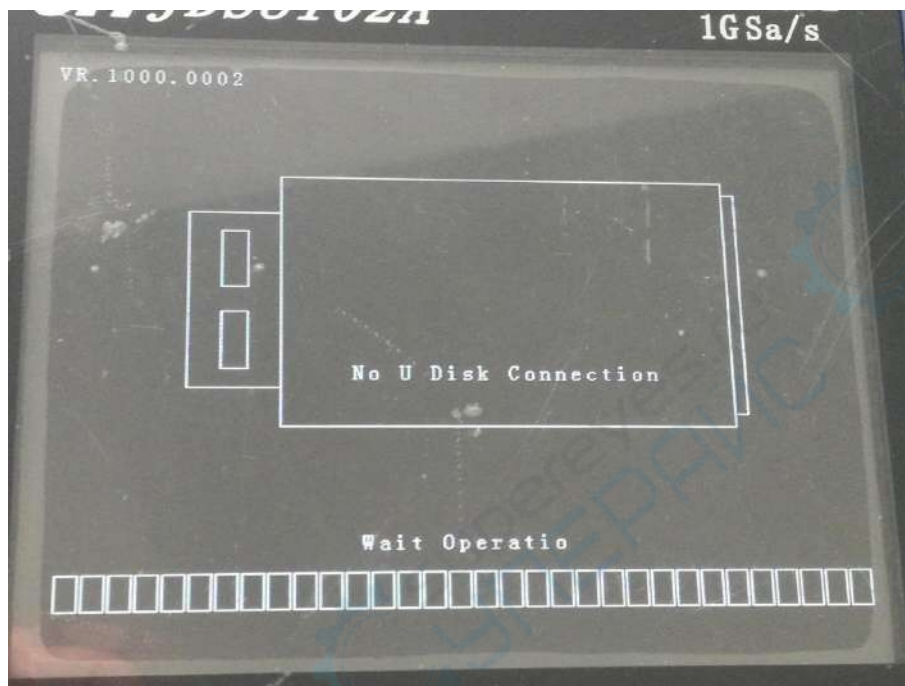 1GSa/s
VR.1000.0002
No U Disk Connection
Wait Operatio